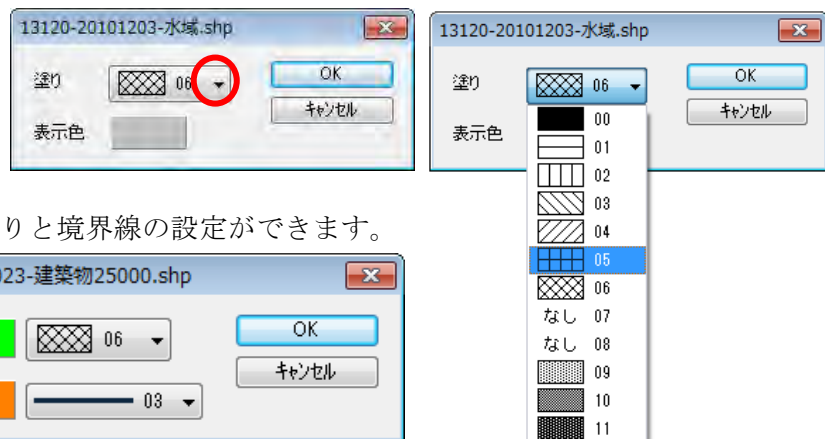 13120-20101203-水域.shp
塗り 06 OK
キャンセル
表示色
13120-20101203-水域.shp
塗り 06 OK
キャンセル
表示色
00
01
02
03
04
05
06
なし 07
なし 08
09
10
11
りと境界線の設定ができます。
023-建築物25000.shp
06 OK
キャンセル
03